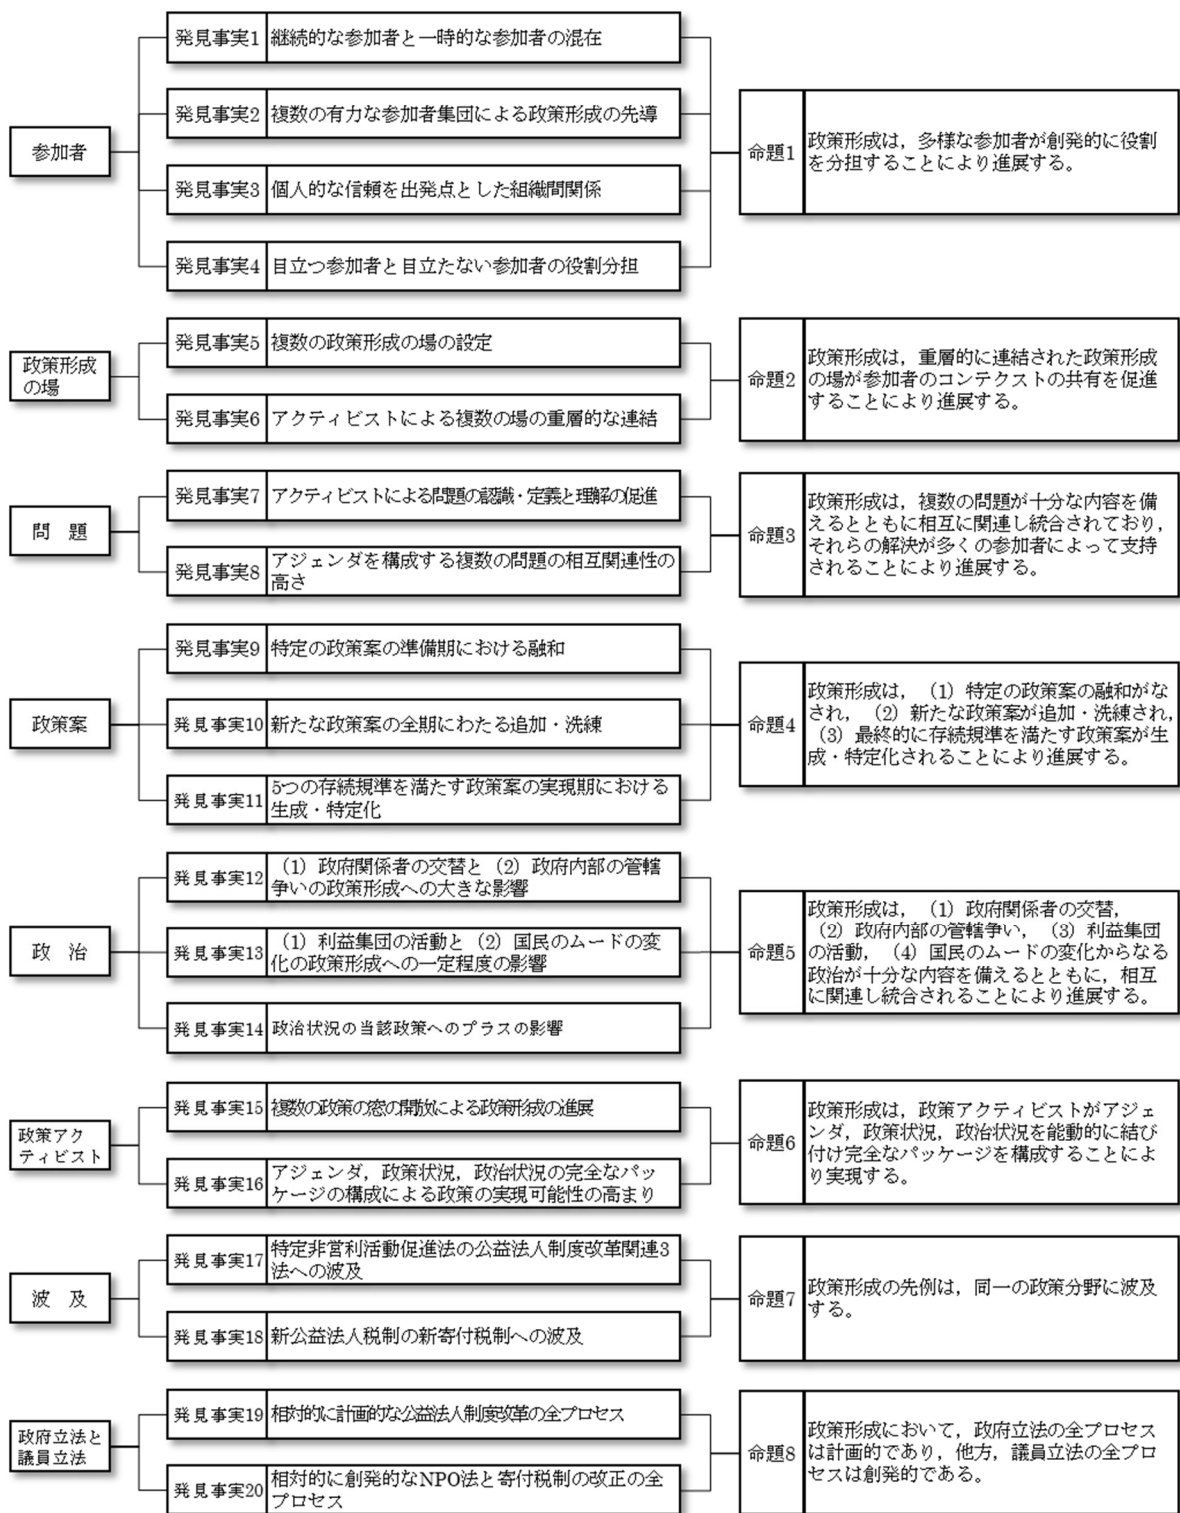 参加者
発見事実1 継続的な参加者と一時的な参加者の混在
発見事実2 複数の有力な参加者集団による政策形成の先導
発見事実3 個人的な信頼を出発点とした組織間関係
発見事実4 目立つ参加者と目立たない参加者の役割分担
命題1 政策形成は，多様な参加者が創発的に役割
を分担することにより進展する。
政策形成
の場
発見事実5 複数の政策形成の場の設定
発見事実6 アクティビストによる複数の場の重層的な連結
命題2 政策形成は，重層的に連結された政策形成
の場が参加者のコンテクストの共有を促進
することにより進展する。
問　題
発見事実7 アクティビストによる問題の認識・定義と理解の促進
発見事実8 アジェンダを構成する複数の問題の相互関連性の
高さ
命題3 政策形成は，複数の問題が十分な内容を備
えるとともに相互に関連し統合されており，
それらの解決が多くの参加者によって支持
されることにより進展する。
政策案
発見事実9 特定の政策案の準備期における融和
発見事実10 新たな政策案の全期にわたる追加・洗練
発見事実11 5つの存続規準を満たす政策案の実現期における
生成・特定化
命題4 政策形成は，（1）特定の政策案の融和がな
され，（2）新たな政策案が追加・洗練され，
（3）最終的に存続規準を満たす政策案が生
成・特定化されることにより進展する。
政　治
発見事実12 （1）政府関係者の交替と（2）政府内部の管轄
争いの政策形成への大きな影響
発見事実13 （1）利益集団の活動と（2）国民のムードの変
化の政策形成への一定程度の影響
発見事実14 政治状況の当該政策へのプラスの影響
命題5 政策形成は，（1）政府関係者の交替，
（2）政府内部の管轄争い，（3）利益集団
の活動，（4）国民のムードの変化からなる
政治が十分な内容を備えるとともに，相互
に関連し統合されることにより進展する。
政策アク
ティビスト
発見事実15 複数の政策の窓の開放による政策形成の進展
発見事実16 アジェンダ，政策状況，政治状況の完全なパッ
ケージの構成による政策の実現可能性の高まり
命題6 政策形成は，政策アクティビストがアジェ
ンダ，政策状況，政治状況を能動的に結び
付け完全なパッケージを構成することによ
り実現する。
波　及
発見事実17 特定非営利活動促進法の公益法人制度改革関連3
法への波及
発見事実18 新公益法人税制の新寄付税制への波及
命題7 政策形成の先例は，同一の政策分野に波及
する。
政府立法と
議員立法
発見事実19 相対的に計画的な公益法人制度改革の全プロセス
発見事実20 相対的に創発的なNPO法と寄付税制の改正の全
プロセス
命題8 政策形成において，政府立法の全プロセス
は計画的であり，他方，議員立法の全プロ
セスは創発的である。